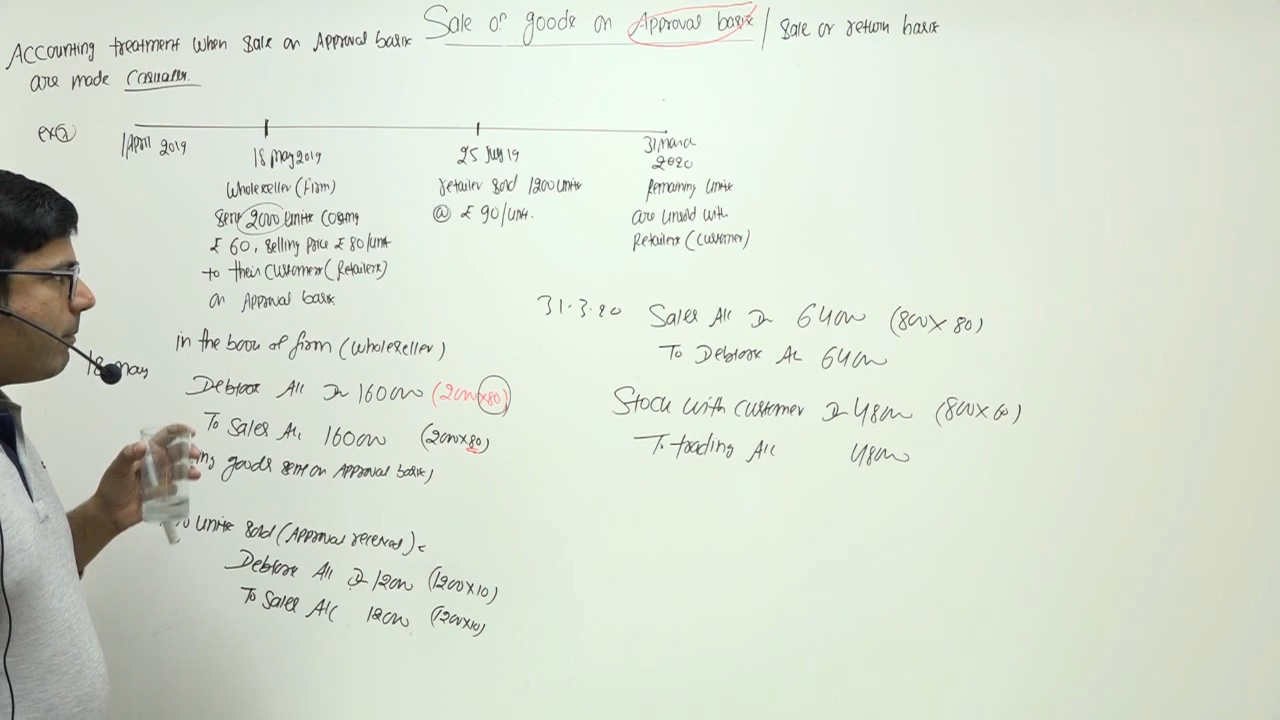 Sale or goods on Approval basis / Sale or return basis
Accounting treatment when sale on Approval basis
are made Casually.
ex @
1 April 2019
18 May 2019
wholeseller (firm)
sent 2000 units costing
₹ 60, selling price ₹ 80/unit
to their customers (Retailers)
on Approval basis
25 July 19
retailer sold 1200 units
@ ₹ 90/unit.
31 March
2020
Remaining units
are unsold with
Retailers (customer)
in the book of firm (wholeseller)
18 May
Debtors A/c Dr 160000 (2000×80)
To Sales A/c 160000 (2000×80)
goods sent on Approval basis)
units sold (Approval received)
Debtors A/c Dr 12000 (1200×10)
To Sales A/c 12000 (1200×10)
31.3.20 Sales A/c Dr 64000 (800×80)
To Debtors A/c 64000
Stock with customer Dr 48000 (800×60)
To trading A/c 48000